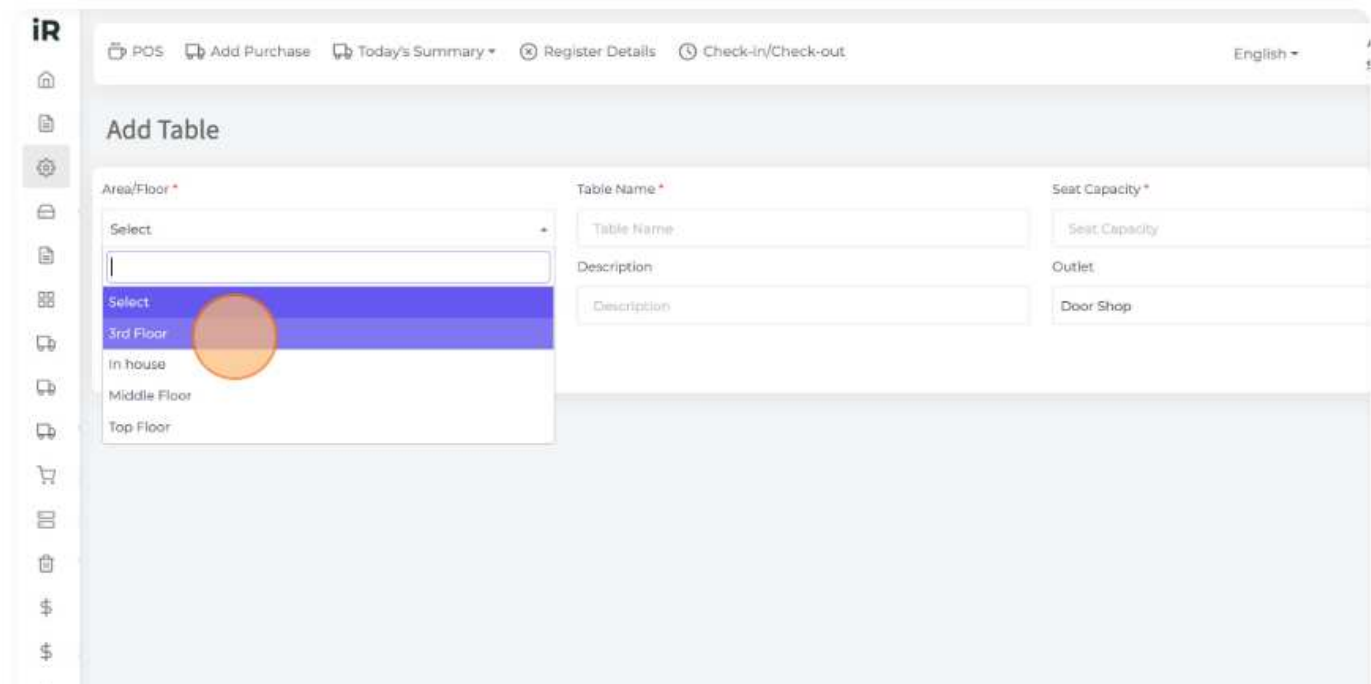 iR
POS Add Purchase Today's Summary Register Details Check-in/Check-out English
Add Table
Area/Floor * Table Name * Seat Capacity *
Select Table Name Seat Capacity
Description Outlet
Select Description Door Shop
3rd Floor
In house
Middle Floor
Top Floor
$
$